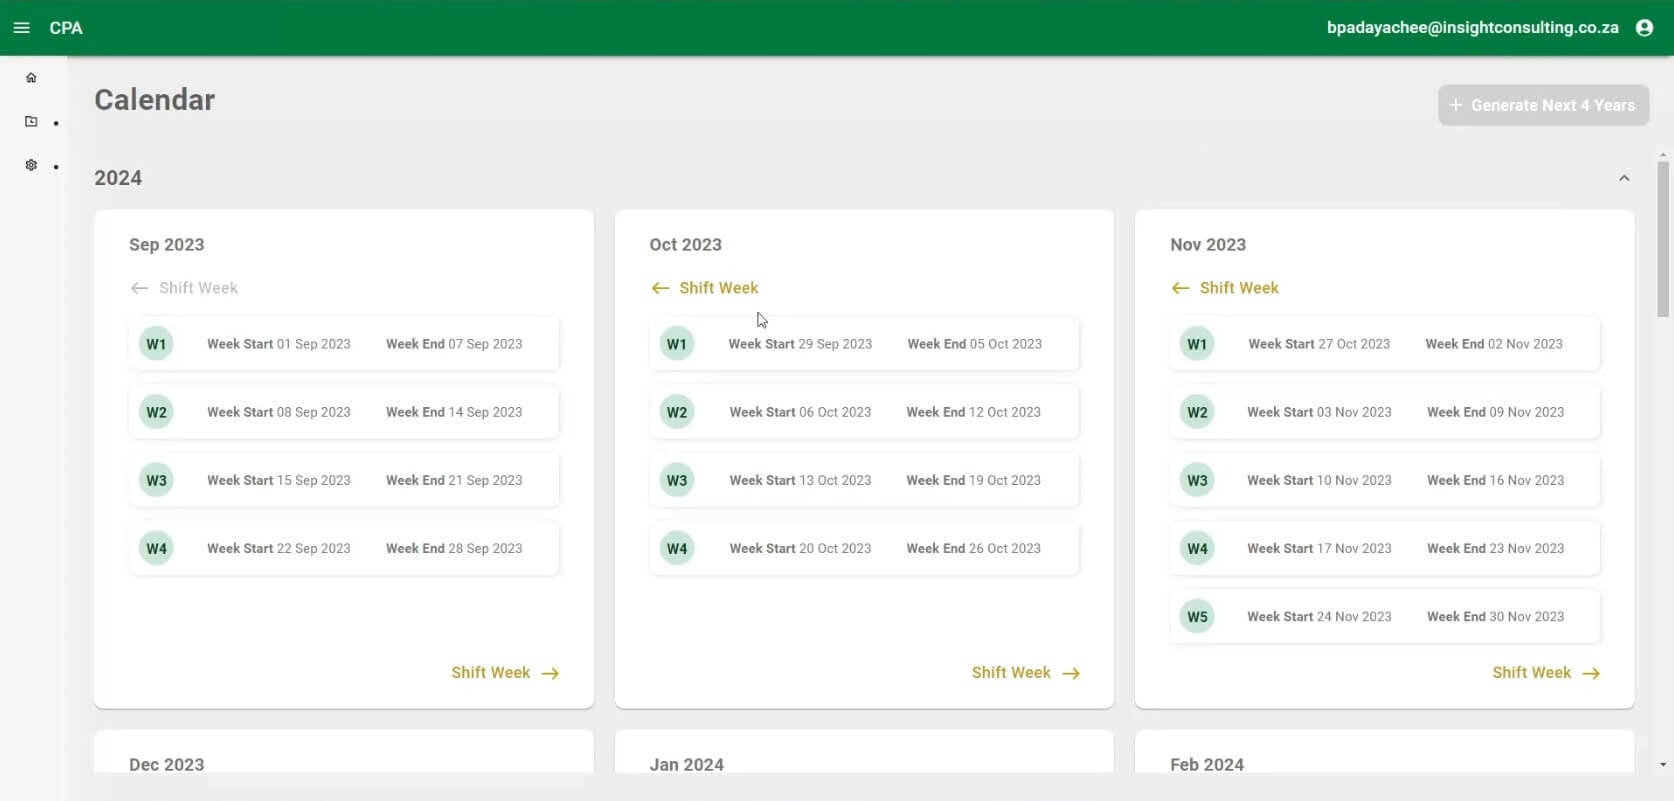 CPA
bpadayachee@insightconsulting.co.za
Calendar
+ Generate Next 4 Years
2024
Sep 2023
← Shift Week
W1 Week Start 01 Sep 2023 Week End 07 Sep 2023
W2 Week Start 08 Sep 2023 Week End 14 Sep 2023
W3 Week Start 15 Sep 2023 Week End 21 Sep 2023
W4 Week Start 22 Sep 2023 Week End 28 Sep 2023
Shift Week →
Oct 2023
← Shift Week
W1 Week Start 29 Sep 2023 Week End 05 Oct 2023
W2 Week Start 06 Oct 2023 Week End 12 Oct 2023
W3 Week Start 13 Oct 2023 Week End 19 Oct 2023
W4 Week Start 20 Oct 2023 Week End 26 Oct 2023
Shift Week →
Nov 2023
← Shift Week
W1 Week Start 27 Oct 2023 Week End 02 Nov 2023
W2 Week Start 03 Nov 2023 Week End 09 Nov 2023
W3 Week Start 10 Nov 2023 Week End 16 Nov 2023
W4 Week Start 17 Nov 2023 Week End 23 Nov 2023
W5 Week Start 24 Nov 2023 Week End 30 Nov 2023
Shift Week →
Dec 2023
Jan 2024
Feb 2024